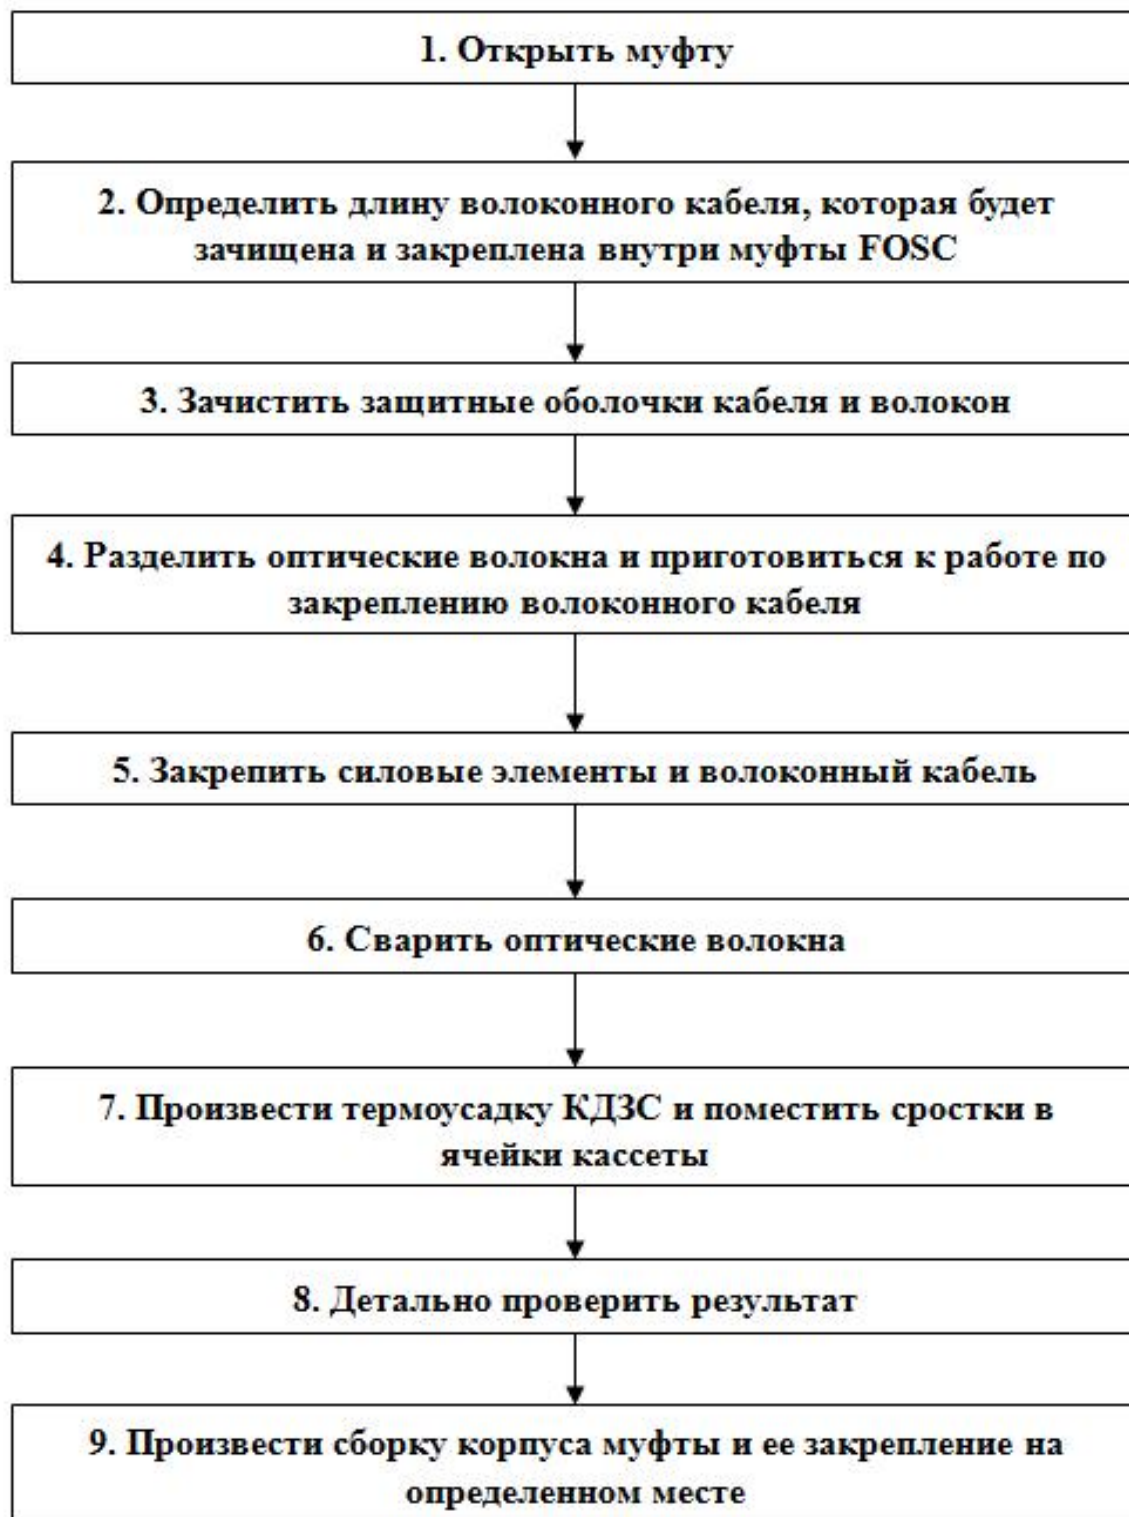 1. Открыть муфту
2. Определить длину волоконного кабеля, которая будет
зачищена и закреплена внутри муфты FOSC
3. Зачистить защитные оболочки кабеля и волокон
4. Разделить оптические волокна и приготовиться к работе по
закреплению волоконного кабеля
5. Закрепить силовые элементы и волоконный кабель
6. Сварить оптические волокна
7. Произвести термоусадку КДЗС и поместить сростки в
ячейки кассеты
8. Детально проверить результат
9. Произвести сборку корпуса муфты и ее закрепление на
определенном месте